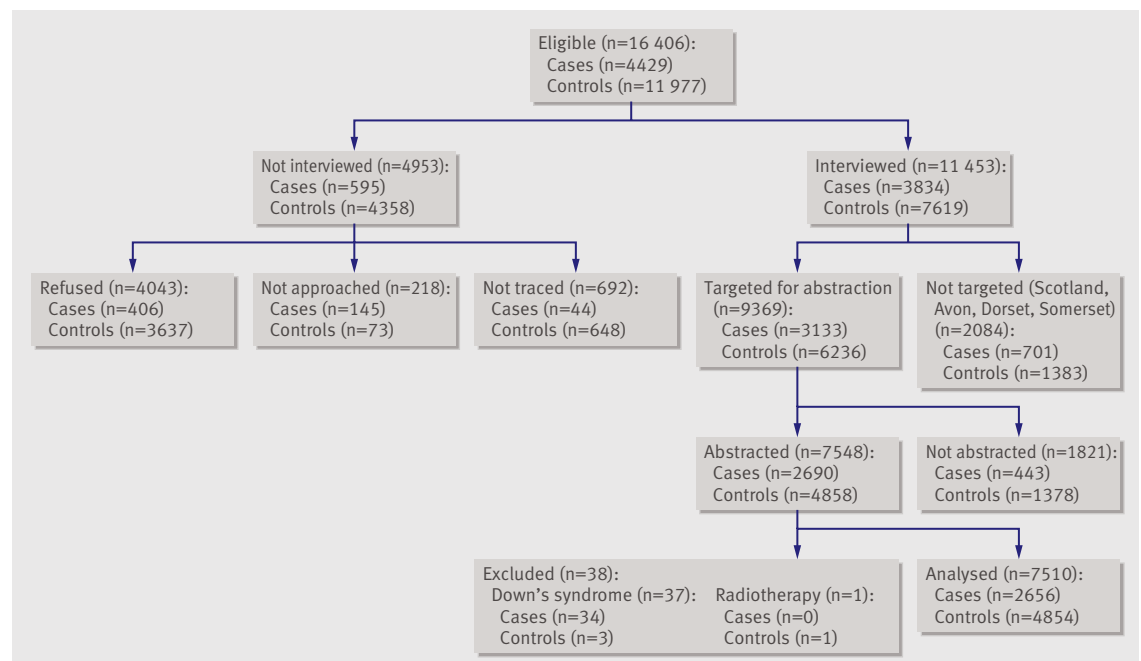 Eligible (n=16 406):
Cases (n=4429)
Controls (n=11 977)
Not interviewed (n=4953):
Cases (n=595)
Controls (n=4358)
Interviewed (n=11 453):
Cases (n=3834)
Controls (n=7619)
Refused (n=4043):
Cases (n=406)
Controls (n=3637)
Not approached (n=218):
Cases (n=145)
Controls (n=73)
Not traced (n=692):
Cases (n=44)
Controls (n=648)
Targeted for abstraction
(n=9369):
Cases (n=3133)
Controls (n=6236)
Not targeted (Scotland,
Avon, Dorset, Somerset)
(n=2084):
Cases (n=701)
Controls (n=1383)
Abstracted (n=7548):
Cases (n=2690)
Controls (n=4858)
Not abstracted (n=1821):
Cases (n=443)
Controls (n=1378)
Excluded (n=38):
Down's syndrome (n=37):
Cases (n=34)
Controls (n=3)
Radiotherapy (n=1):
Cases (n=0)
Controls (n=1)
Analysed (n=7510):
Cases (n=2656)
Controls (n=4854)